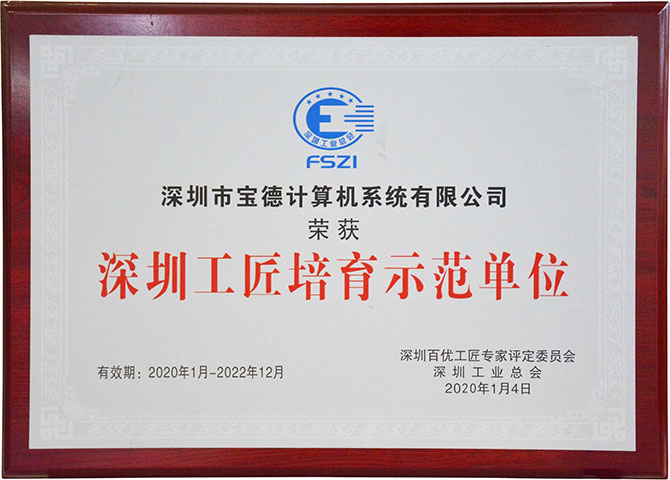 深圳工业总会
FSZI
深圳市宝德计算机系统有限公司
荣获
深圳工匠培育示范单位
有效期：2020年1月-2022年12月
深圳百优工匠专家评定委员会
深圳工业总会
2020年1月4日